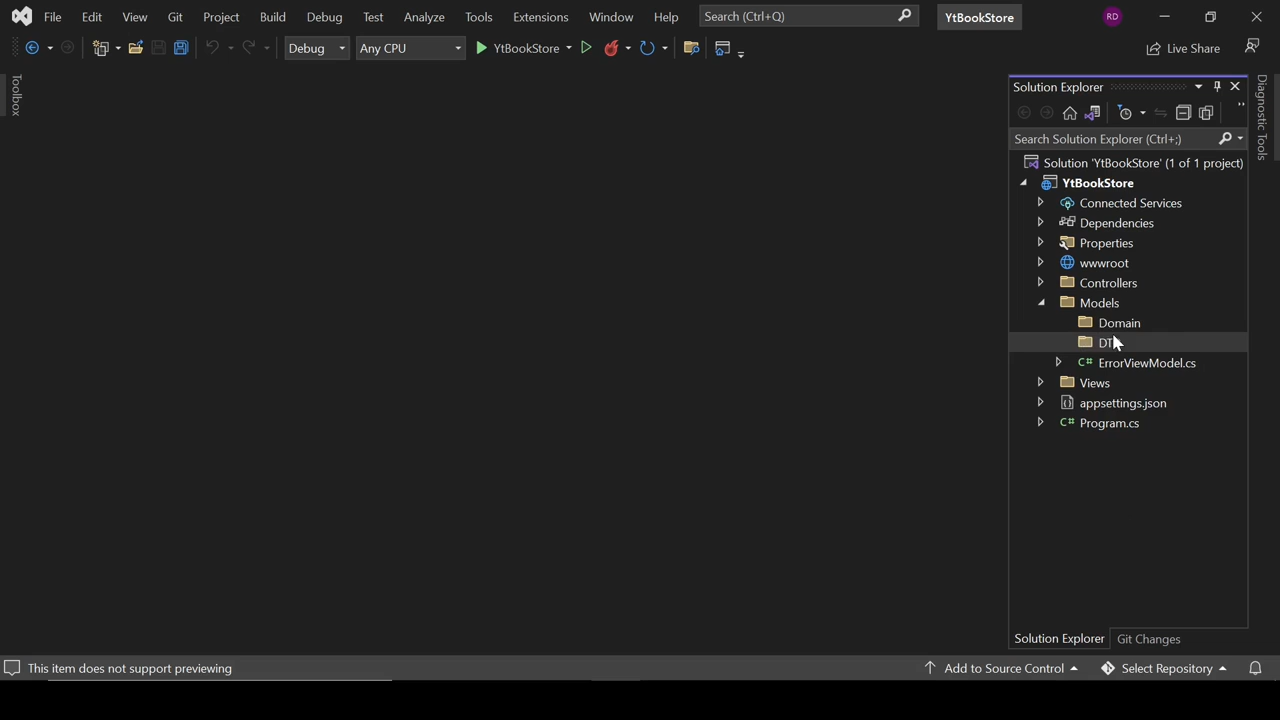 File Edit View Git Project Build Debug Test Analyze Tools Extensions Window Help Search (Ctrl+Q) YtBookStore RD
Debug Any CPU YtBookStore Live Share
Toolbox
Solution Explorer
Diagnostic Tools
Search Solution Explorer (Ctrl+;)
Solution 'YtBookStore' (1 of 1 project)
YtBookStore
Connected Services
Dependencies
Properties
wwwroot
Controllers
Models
Domain
C# ErrorViewModel.cs
Views
appsettings.json
C# Program.cs
Solution Explorer Git Changes
This item does not support previewing Add to Source Control Select Repository